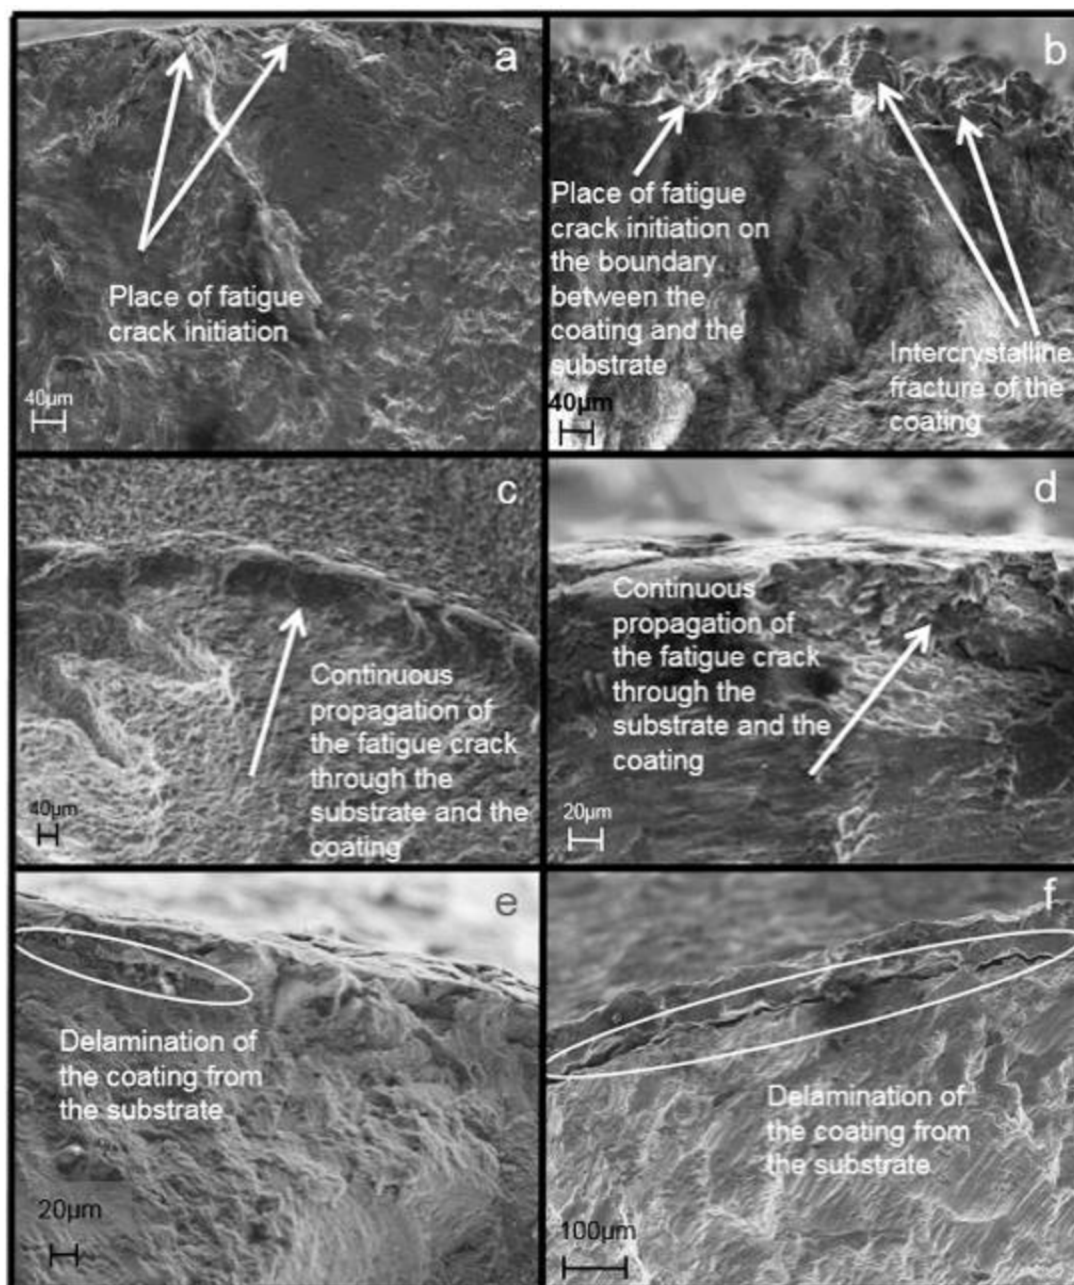 a
Place of fatigue
crack initiation
40µm
b
Place of fatigue
crack initiation on
the boundary
between the
coating and the
substrate
Intercrystalline
fracture of the
coating
40µm
c
Continuous
propagation of
the fatigue crack
through the
substrate and the
coating
40µm
d
Continuous
propagation of
the fatigue crack
through the
substrate and the
coating
20µm
e
Delamination of
the coating from
the substrate
20µm
f
Delamination of
the coating from
the substrate
100µm